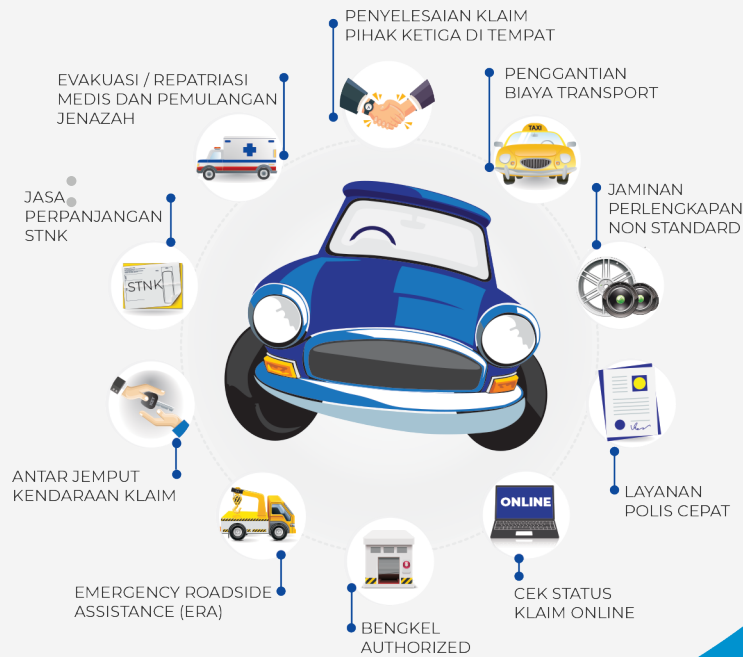 PENYELESAIAN KLAIM
PIHAK KETIGA DI TEMPAT
PENGGANTIAN
BIAYA TRANSPORT
TAXI
JAMINAN
PERLENGKAPAN
NON STANDARD
LAYANAN
POLIS CEPAT
ONLINE
CEK STATUS
KLAIM ONLINE
BENGKEL
AUTHORIZED
EMERGENCY ROADSIDE
ASSISTANCE (ERA)
ANTAR JEMPUT
KENDARAAN KLAIM
STNK
JASA
PERPANJANGAN
STNK
EVAKUASI / REPATRIASI
MEDIS DAN PEMULANGAN
JENAZAH